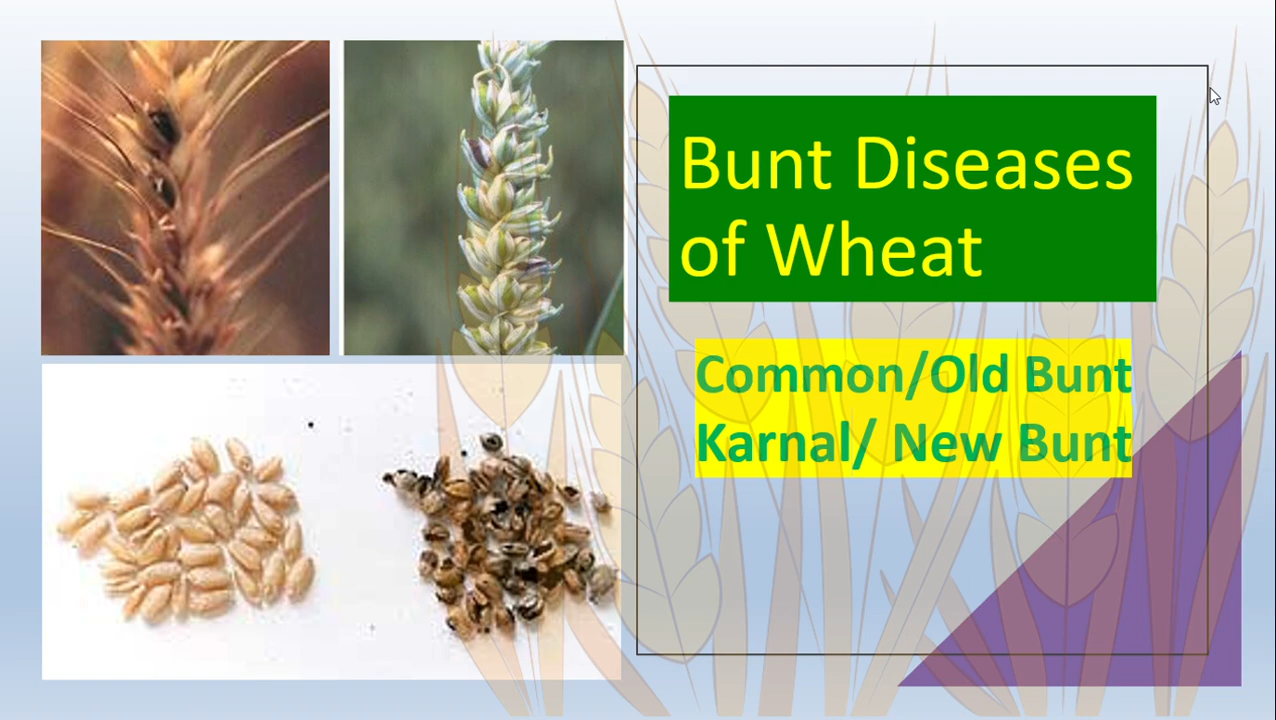 Bunt Diseases
of Wheat
Common/Old Bunt
Karnal/ New Bunt